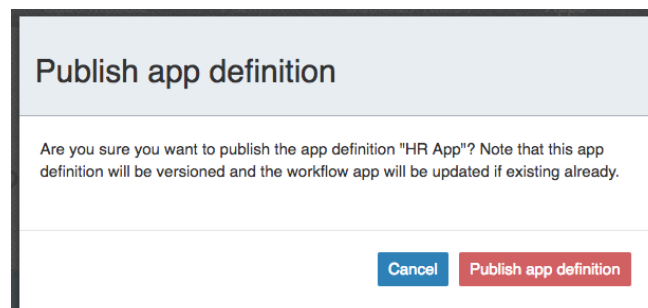 Publish app definition
Are you sure you want to publish the app definition "HR App"? Note that this app
definition will be versioned and the workflow app will be updated if existing already.
Cancel
Publish app definition